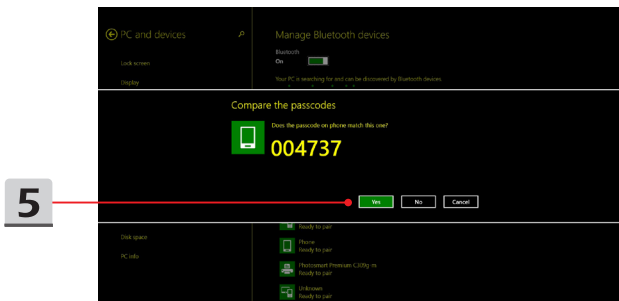 PC and devices
Manage Bluetooth devices
Bluetooth
On
Lock screen
Your PC is searching for and can be discovered by Bluetooth devices.
Display
Compare the passcodes
Does the passcode on phone match this one?
004737
5
Yes
No
Cancel
Ready to pair
Disk space
Phone
Ready to pair
PC info
Photosmart Premium C309g-m
Ready to pair
Unknown
Ready to pair